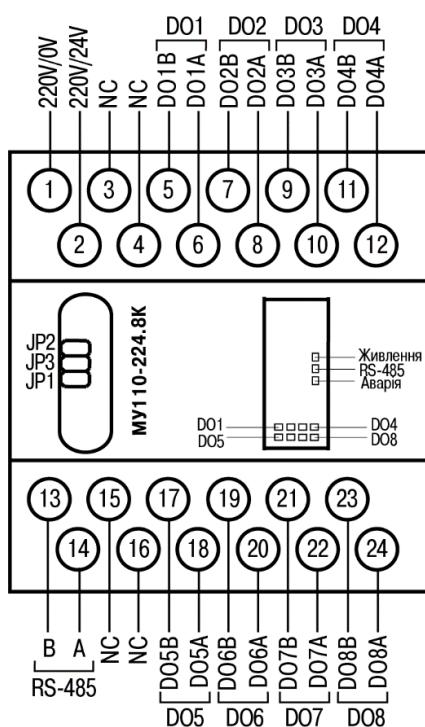 DO1 DO2 DO3 DO4
220V/0V 220V/24V NC NC DO1B DO1A DO2B DO2A DO3B DO3A DO4B DO4A
1 3 5 7 9 11
2 4 6 8 10 12
JP2
JP3
JP1
МУ110-224.8К
Живлення
RS-485
Аварія
DO1 DO4
DO5 DO8
13 15 17 19 21 23
14 16 18 20 22 24
B A NC NC DO5B DO5A DO6B DO6A DO7B DO7A DO8B DO8A
RS-485
DO5 DO6 DO7 DO8